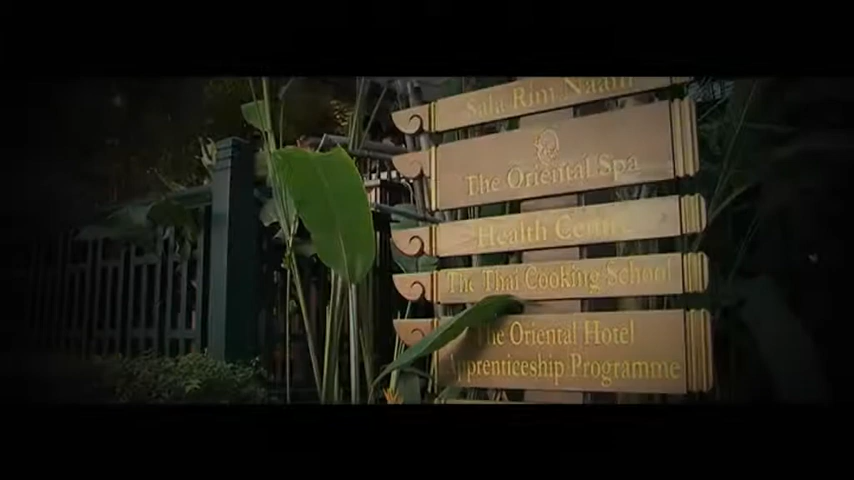 Sala Rim Naam
The Oriental Spa
Health Centre
The Thai Cooking School
The Oriental Hotel
Apprenticeship Programme